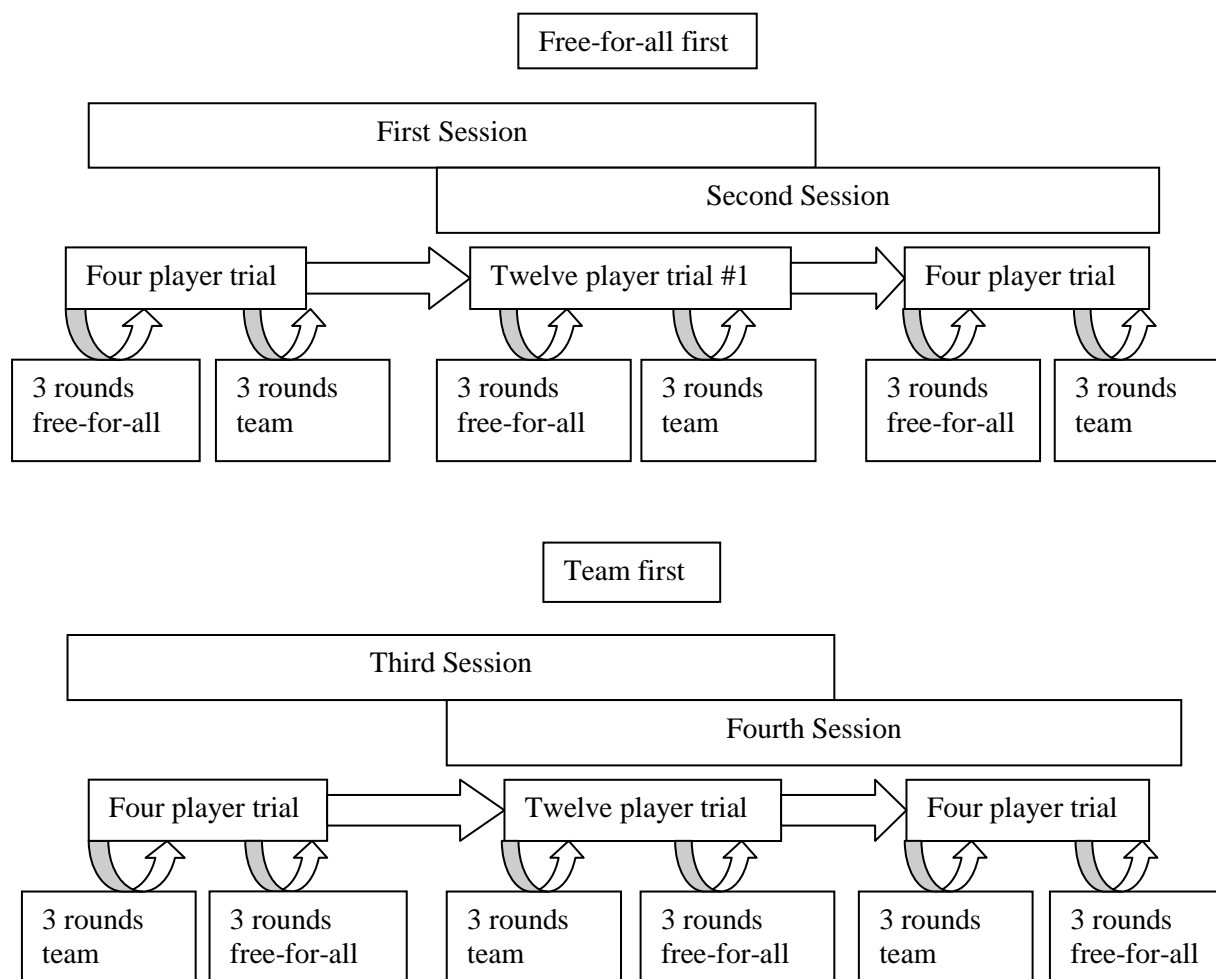 Free-for-all first
First Session
Second Session
Four player trial
Twelve player trial #1
Four player trial
3 rounds
free-for-all
3 rounds
team
3 rounds
free-for-all
3 rounds
team
3 rounds
free-for-all
3 rounds
team
Team first
Third Session
Fourth Session
Four player trial
Twelve player trial
Four player trial
3 rounds
team
3 rounds
free-for-all
3 rounds
team
3 rounds
free-for-all
3 rounds
team
3 rounds
free-for-all